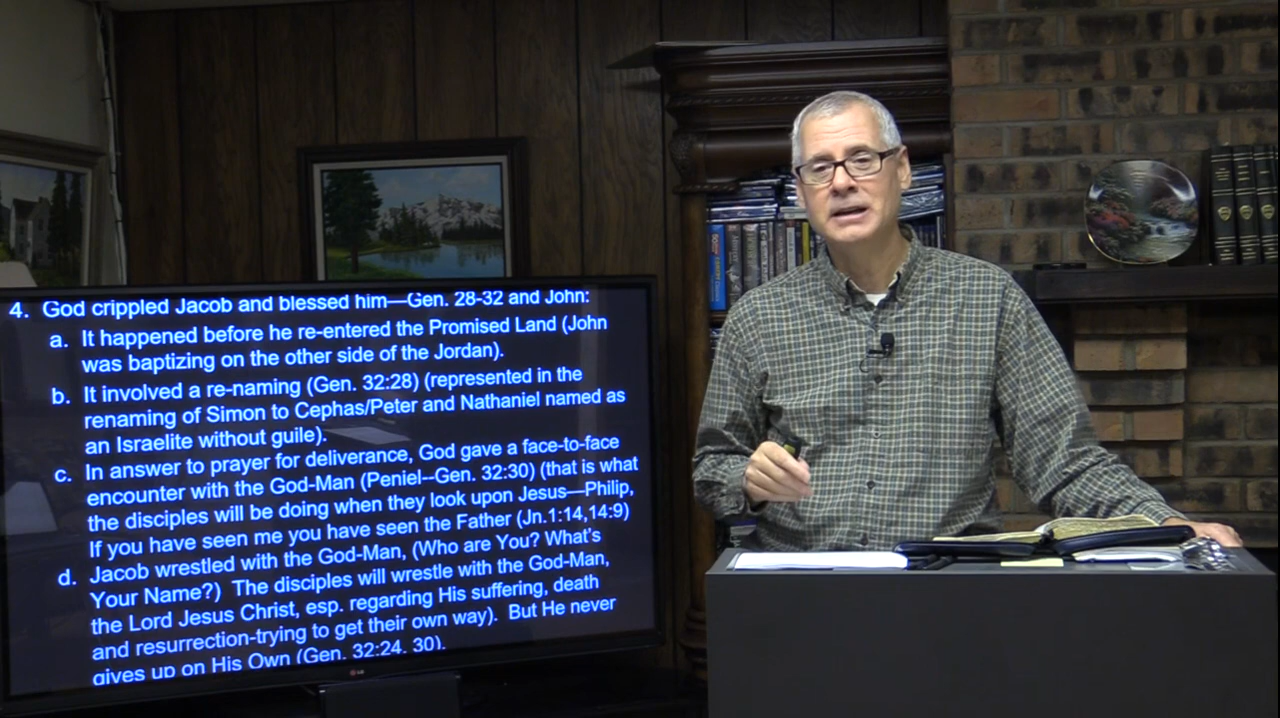 4. God crippled Jacob and blessed him—Gen. 28-32 and John:
a. It happened before he re-entered the Promised Land (John
was baptizing on the other side of the Jordan).
b. It involved a re-naming (Gen. 32:28) (represented in the
renaming of Simon to Cephas/Peter and Nathaniel named as
an Israelite without guile).
c. In answer to prayer for deliverance, God gave a face-to-face
encounter with the God-Man (Peniel--Gen. 32:30) (that is what
the disciples will be doing when they look upon Jesus—Philip,
If you have seen me you have seen the Father (Jn.1:14,14:9)
d. Jacob wrestled with the God-Man, (Who are You? What's
Your Name?) The disciples will wrestle with the God-Man,
the Lord Jesus Christ, esp. regarding His suffering, death
and resurrection-trying to get their own way). But He never
gives up on His Own (Gen. 32:24. 30).
LG